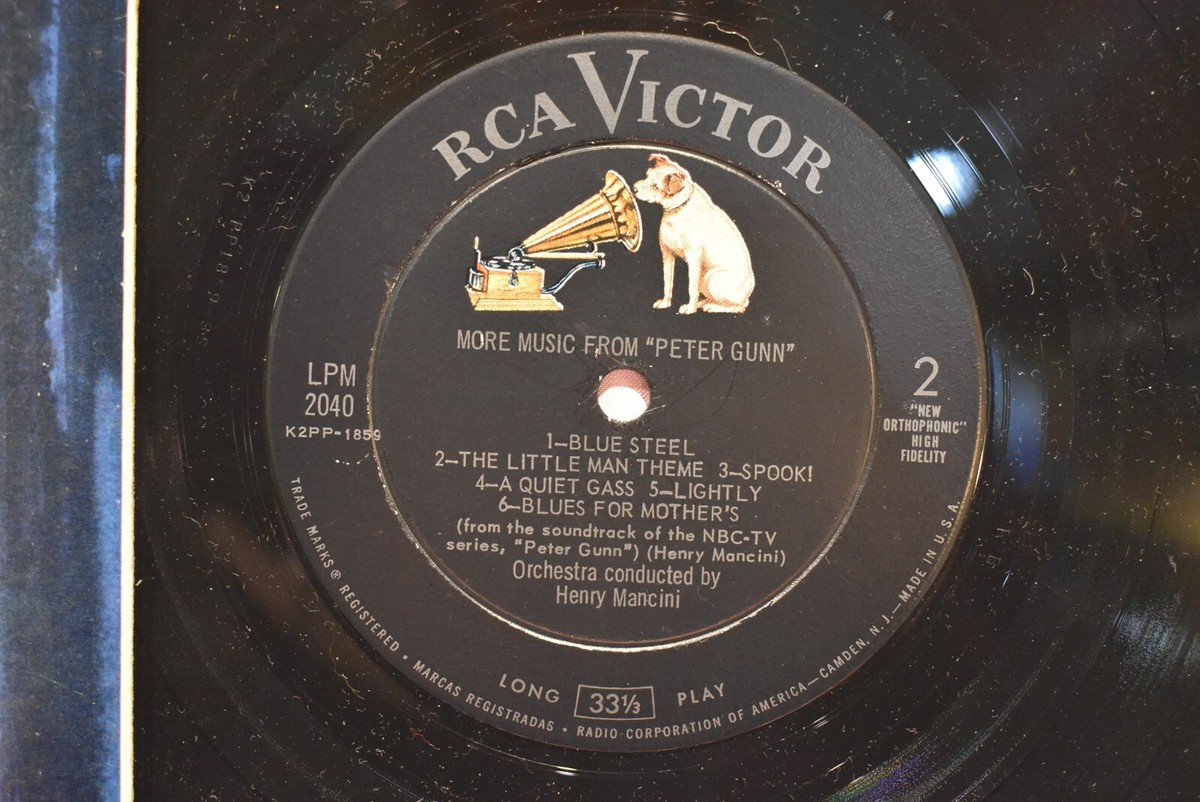 RCA VICTOR
MORE MUSIC FROM "PETER GUNN"
LPM
2040
K2PP-1859
2
"NEW
ORTHOPHONIC"
HIGH
FIDELITY
1—BLUE STEEL
2—THE LITTLE MAN THEME 3—SPOOK!
4—A QUIET GASS 5—LIGHTLY
6—BLUES FOR MOTHER'S
(from the soundtrack of the NBC-TV
series, "Peter Gunn") (Henry Mancini)
Orchestra conducted by
Henry Mancini
LONG 33⅓ PLAY
TRADE MARKS ® REGISTERED • MARCAS REGISTRADAS • RADIO CORPORATION OF AMERICA—CAMDEN, N. J.—MADE IN U. S. A.